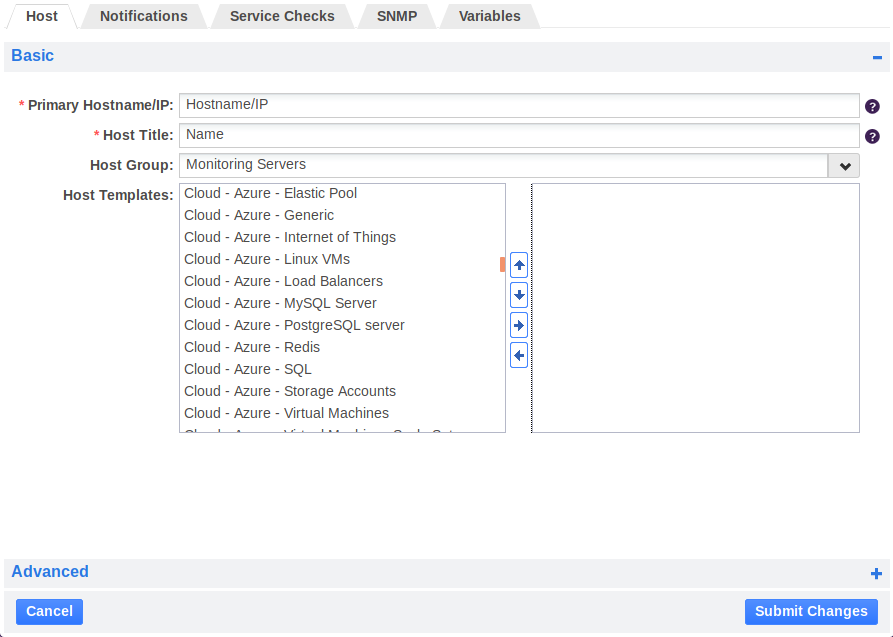 Host Notifications Service Checks SNMP Variables
Basic
* Primary Hostname/IP: Hostname/IP ?
* Host Title: Name ?
Host Group: Monitoring Servers
Host Templates:
Cloud - Azure - Elastic Pool
Cloud - Azure - Generic
Cloud - Azure - Internet of Things
Cloud - Azure - Linux VMs
Cloud - Azure - Load Balancers
Cloud - Azure - MySQL Server
Cloud - Azure - PostgreSQL server
Cloud - Azure - Redis
Cloud - Azure - SQL
Cloud - Azure - Storage Accounts
Cloud - Azure - Virtual Machines
Advanced
Cancel Submit Changes